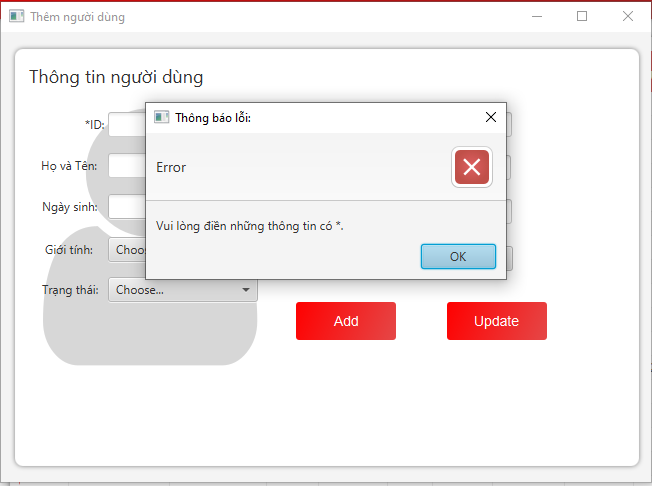 Thêm người dùng
Thông tin người dùng
*ID:
Họ và Tên:
Ngày sinh:
Giới tính:
Trạng thái:
Choose...
Add
Update
Thông báo lỗi:
Error
Vui lòng điền những thông tin có *.
OK